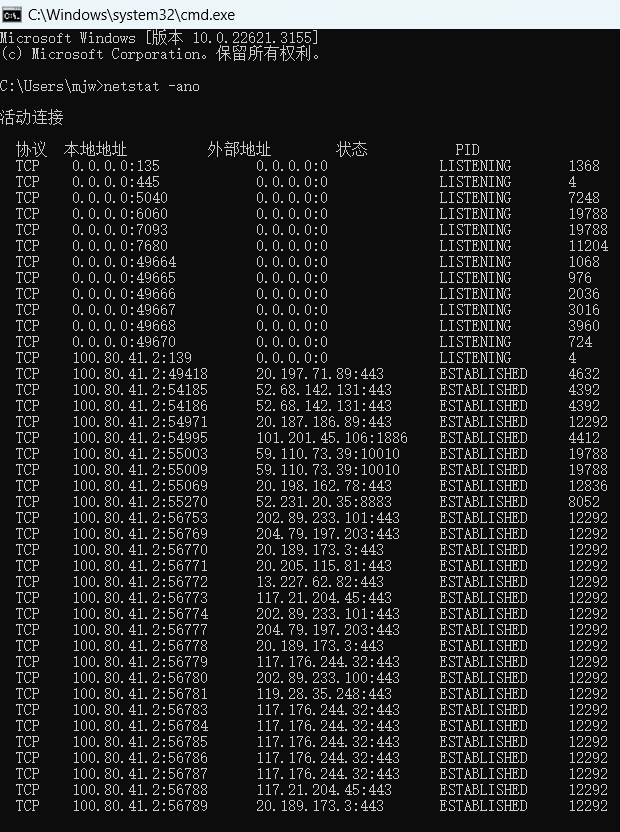 C:\Windows\system32\cmd.exe
Microsoft Windows [版本 10.0.22621.3155]
(c) Microsoft Corporation。保留所有权利。
C:\Users\mjw>netstat -ano
活动连接
协议 本地地址 外部地址 状态 PID
TCP 0.0.0.0:135 0.0.0.0:0 LISTENING 1368
TCP 0.0.0.0:445 0.0.0.0:0 LISTENING 4
TCP 0.0.0.0:5040 0.0.0.0:0 LISTENING 7248
TCP 0.0.0.0:6060 0.0.0.0:0 LISTENING 19788
TCP 0.0.0.0:7093 0.0.0.0:0 LISTENING 19788
TCP 0.0.0.0:7680 0.0.0.0:0 LISTENING 11204
TCP 0.0.0.0:49664 0.0.0.0:0 LISTENING 1068
TCP 0.0.0.0:49665 0.0.0.0:0 LISTENING 976
TCP 0.0.0.0:49666 0.0.0.0:0 LISTENING 2036
TCP 0.0.0.0:49667 0.0.0.0:0 LISTENING 3016
TCP 0.0.0.0:49668 0.0.0.0:0 LISTENING 3960
TCP 0.0.0.0:49670 0.0.0.0:0 LISTENING 724
TCP 100.80.41.2:139 0.0.0.0:0 LISTENING 4
TCP 100.80.41.2:49418 20.197.71.89:443 ESTABLISHED 4632
TCP 100.80.41.2:54185 52.68.142.131:443 ESTABLISHED 4392
TCP 100.80.41.2:54186 52.68.142.131:443 ESTABLISHED 4392
TCP 100.80.41.2:54971 20.187.186.89:443 ESTABLISHED 12292
TCP 100.80.41.2:54995 101.201.45.106:1886 ESTABLISHED 4412
TCP 100.80.41.2:55003 59.110.73.39:10010 ESTABLISHED 19788
TCP 100.80.41.2:55009 59.110.73.39:10010 ESTABLISHED 19788
TCP 100.80.41.2:55069 20.198.162.78:443 ESTABLISHED 12836
TCP 100.80.41.2:55270 52.231.20.35:8883 ESTABLISHED 8052
TCP 100.80.41.2:56753 202.89.233.101:443 ESTABLISHED 12292
TCP 100.80.41.2:56769 204.79.197.203:443 ESTABLISHED 12292
TCP 100.80.41.2:56770 20.189.173.3:443 ESTABLISHED 12292
TCP 100.80.41.2:56771 20.205.115.81:443 ESTABLISHED 12292
TCP 100.80.41.2:56772 13.227.62.82:443 ESTABLISHED 12292
TCP 100.80.41.2:56773 117.21.204.45:443 ESTABLISHED 12292
TCP 100.80.41.2:56774 202.89.233.101:443 ESTABLISHED 12292
TCP 100.80.41.2:56777 204.79.197.203:443 ESTABLISHED 12292
TCP 100.80.41.2:56778 20.189.173.3:443 ESTABLISHED 12292
TCP 100.80.41.2:56779 117.176.244.32:443 ESTABLISHED 12292
TCP 100.80.41.2:56780 202.89.233.100:443 ESTABLISHED 12292
TCP 100.80.41.2:56781 119.28.35.248:443 ESTABLISHED 12292
TCP 100.80.41.2:56783 117.176.244.32:443 ESTABLISHED 12292
TCP 100.80.41.2:56784 117.176.244.32:443 ESTABLISHED 12292
TCP 100.80.41.2:56785 117.176.244.32:443 ESTABLISHED 12292
TCP 100.80.41.2:56786 117.176.244.32:443 ESTABLISHED 12292
TCP 100.80.41.2:56787 117.176.244.32:443 ESTABLISHED 12292
TCP 100.80.41.2:56788 117.21.204.45:443 ESTABLISHED 12292
TCP 100.80.41.2:56789 20.189.173.3:443 ESTABLISHED 12292